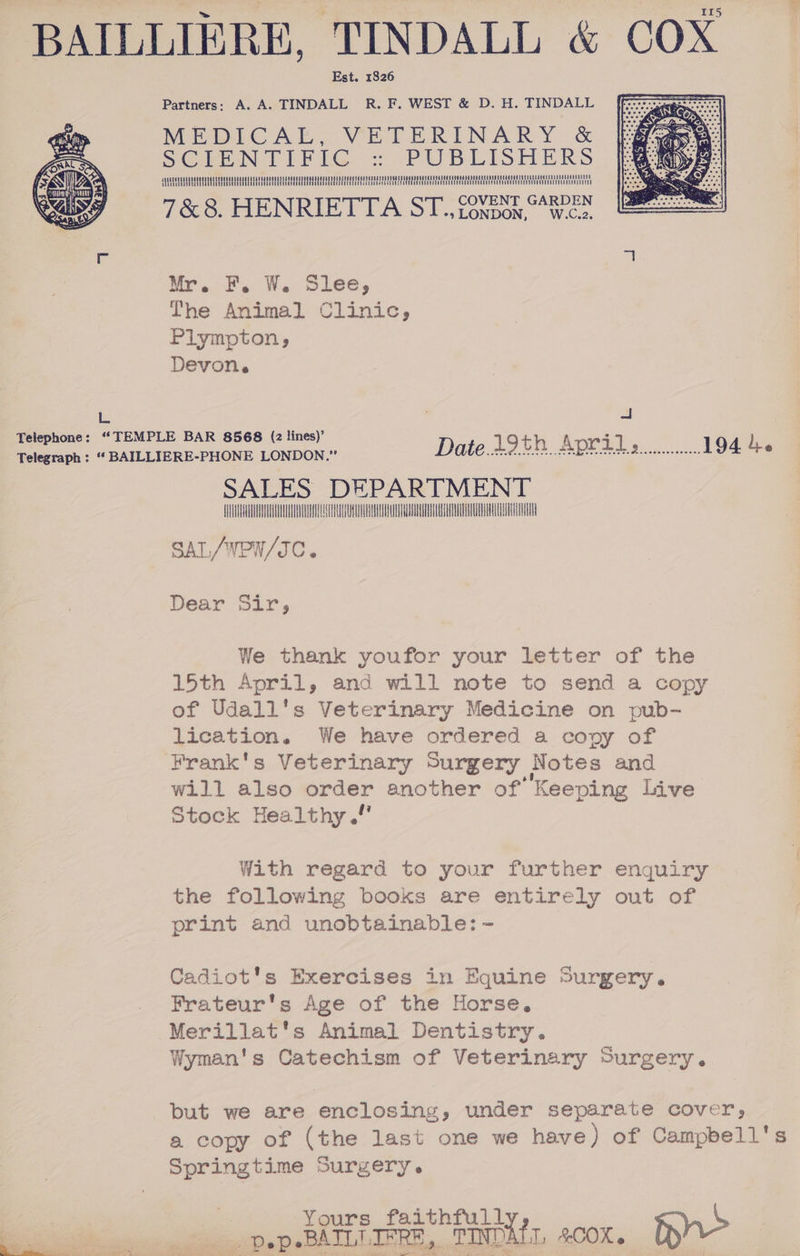 115
BAILLIÈRE, TINDALL & COX
Est. 1826
Partners: A. A. TINDALL R. F. WEST & D. H. TINDALL
MEDICAL, VETERINARY &
SCIENTIFIC :: PUBLISHERS
7 & 8. HENRIETTA ST., COVENT GARDEN LONDON, W.C.2.
Mr. F. W. Slee,
The Animal Clinic,
Plympton,
Devon.
Telephone: "TEMPLE BAR 8568 (2 lines)'
Telegraph: "BAILLIERE-PHONE LONDON."
Date 19th April, 1944.
SALES DEPARTMENT
SAL/WPW/JC.
Dear Sir,
We thank youfor your letter of the
15th April, and will note to send a copy
of Udall's Veterinary Medicine on pub-
lication. We have ordered a copy of
Frank's Veterinary Surgery Notes and
will also order another of "Keeping Live
Stock Healthy."
With regard to your further enquiry
the following books are entirely out of
print and unobtainable:-
Cadiot's Exercises in Equine Surgery.
Frateur's Age of the Horse.
Merillat's Animal Dentistry.
Wyman's Catechism of Veterinary Surgery.
but we are enclosing, under separate cover,
a copy of (the last one we have) of Campbell's
Springtime Surgery.
Yours faithfully,
p.p.BAILLIERE, TINDALL &COX.